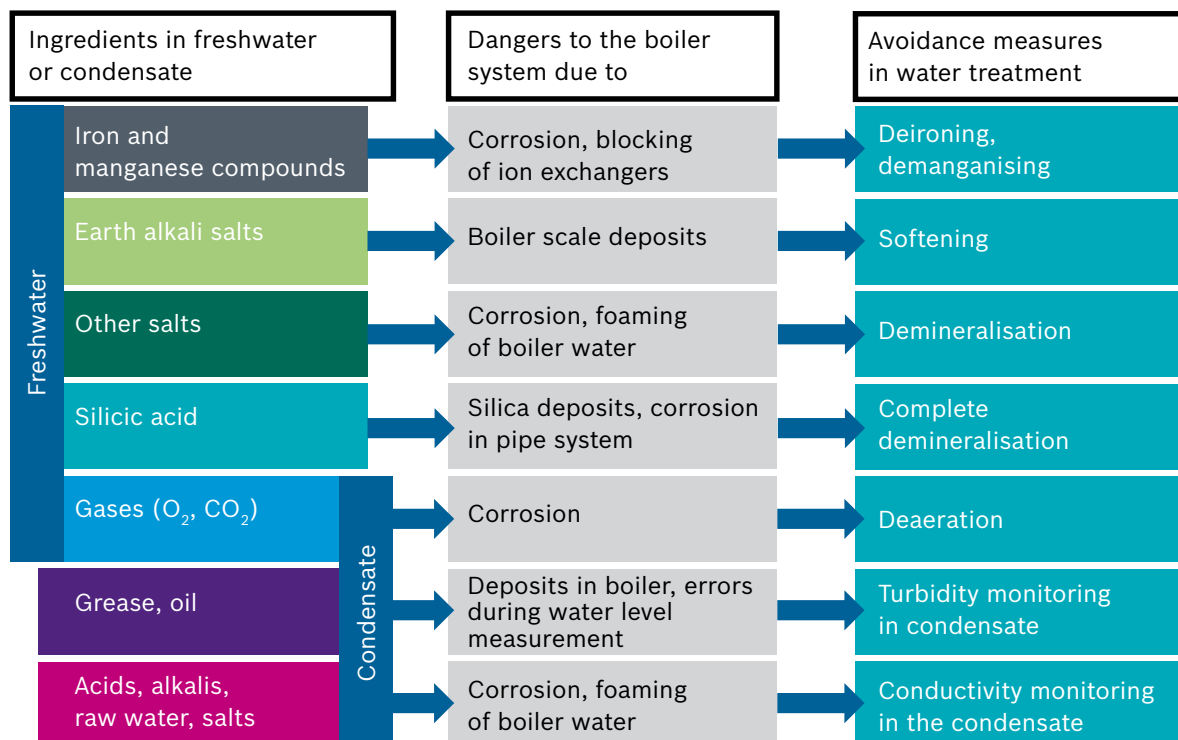 Ingredients in freshwater
or condensate
Dangers to the boiler
system due to
Avoidance measures
in water treatment
Freshwater
Iron and
manganese compounds
Corrosion, blocking
of ion exchangers
Deironing,
demanganising
Earth alkali salts
Boiler scale deposits
Softening
Other salts
Corrosion, foaming
of boiler water
Demineralisation
Silicic acid
Silica deposits, corrosion
in pipe system
Complete
demineralisation
Condensate
Gases (O₂, CO₂)
Corrosion
Deaeration
Grease, oil
Deposits in boiler, errors
during water level
measurement
Turbidity monitoring
in condensate
Acids, alkalis,
raw water, salts
Corrosion, foaming
of boiler water
Conductivity monitoring
in the condensate